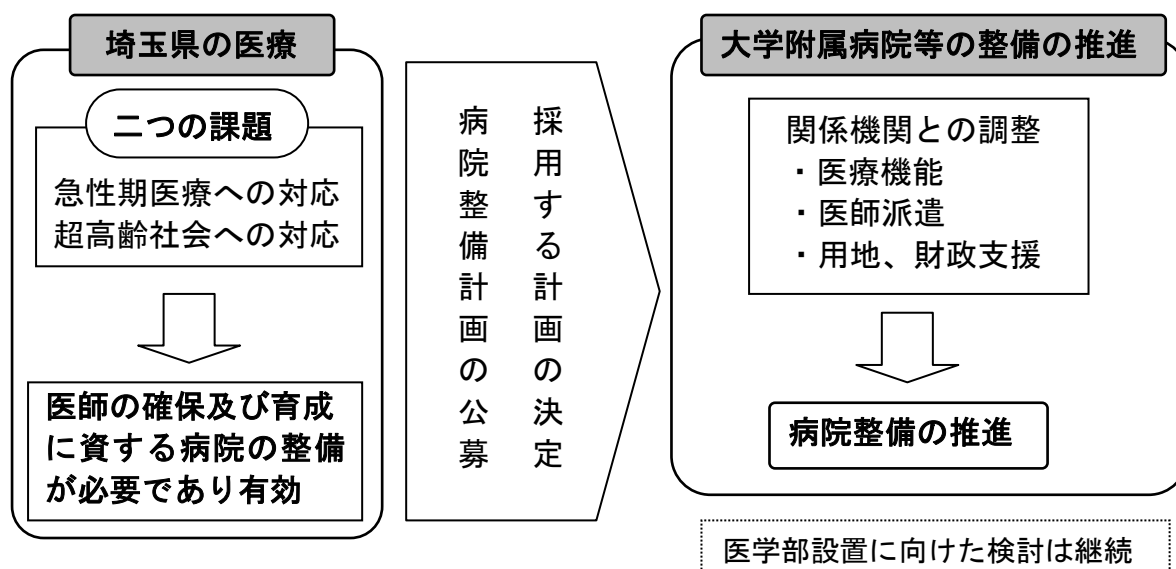 埼玉県の医療
二つの課題
急性期医療への対応
超高齢社会への対応
医師の確保及び育成
に資する病院の整備
が必要であり有効
病院整備計画の公募
採用する計画の決定
大学附属病院等の整備の推進
関係機関との調整
・医療機能
・医師派遣
・用地、財政支援
病院整備の推進
医学部設置に向けた検討は継続